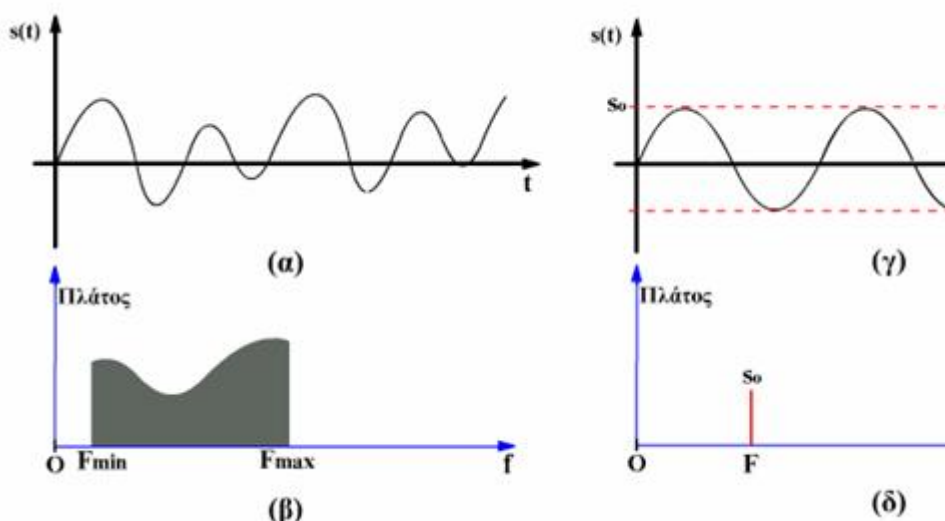 s(t)
t
(α)
Πλάτος
O
Fmin
Fmax
f
(β)
s(t)
So
(γ)
Πλάτος
So
O
F
(δ)